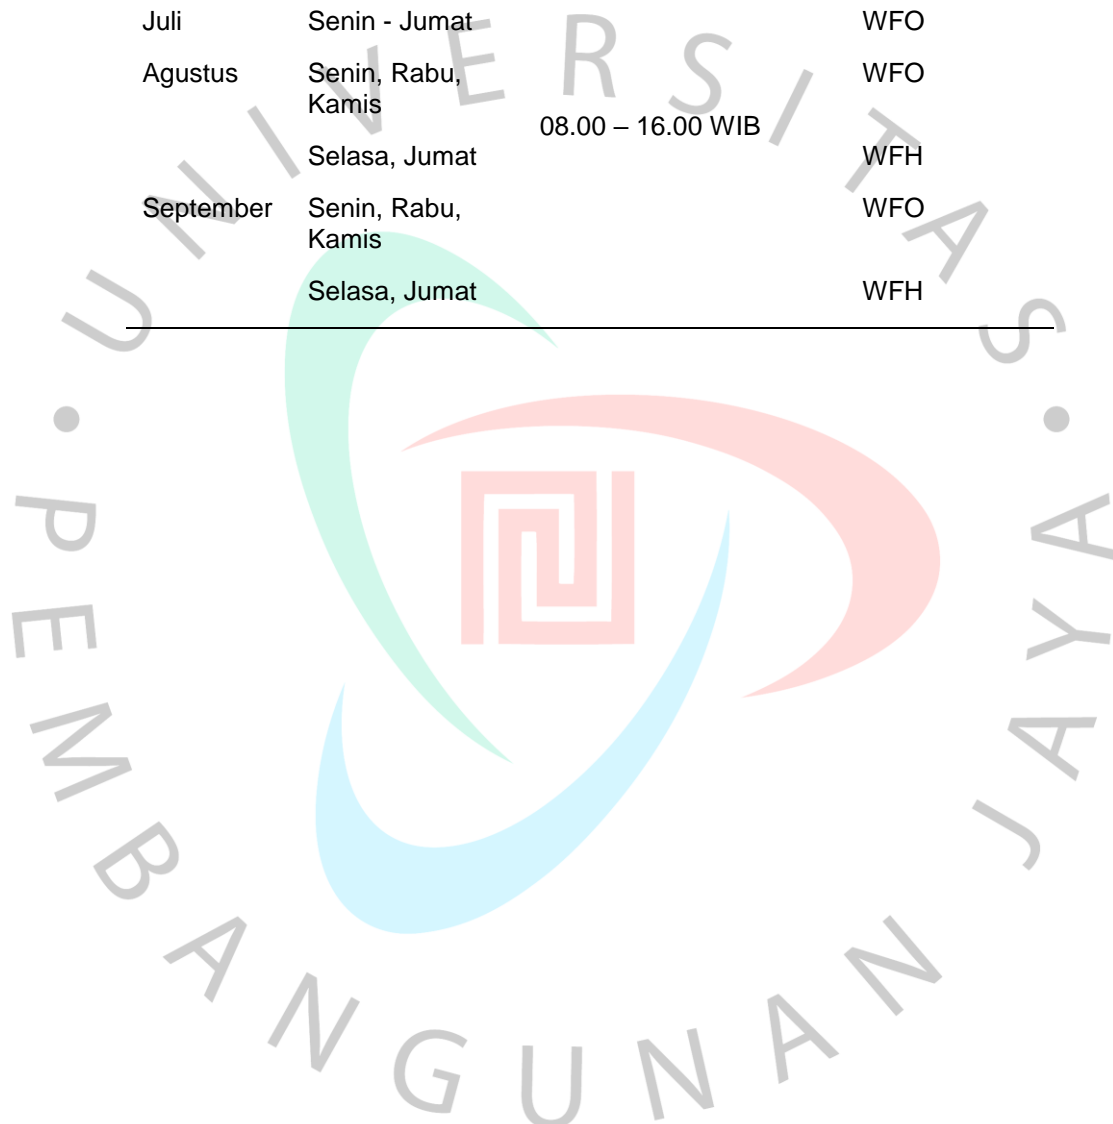 Juli Senin - Jumat WFO
Agustus Senin, Rabu, WFO
Kamis
08.00 – 16.00 WIB
Selasa, Jumat WFH
September Senin, Rabu, WFO
Kamis
Selasa, Jumat WFH
UNIVERSITAS • PEMBANGUNAN JAYA •